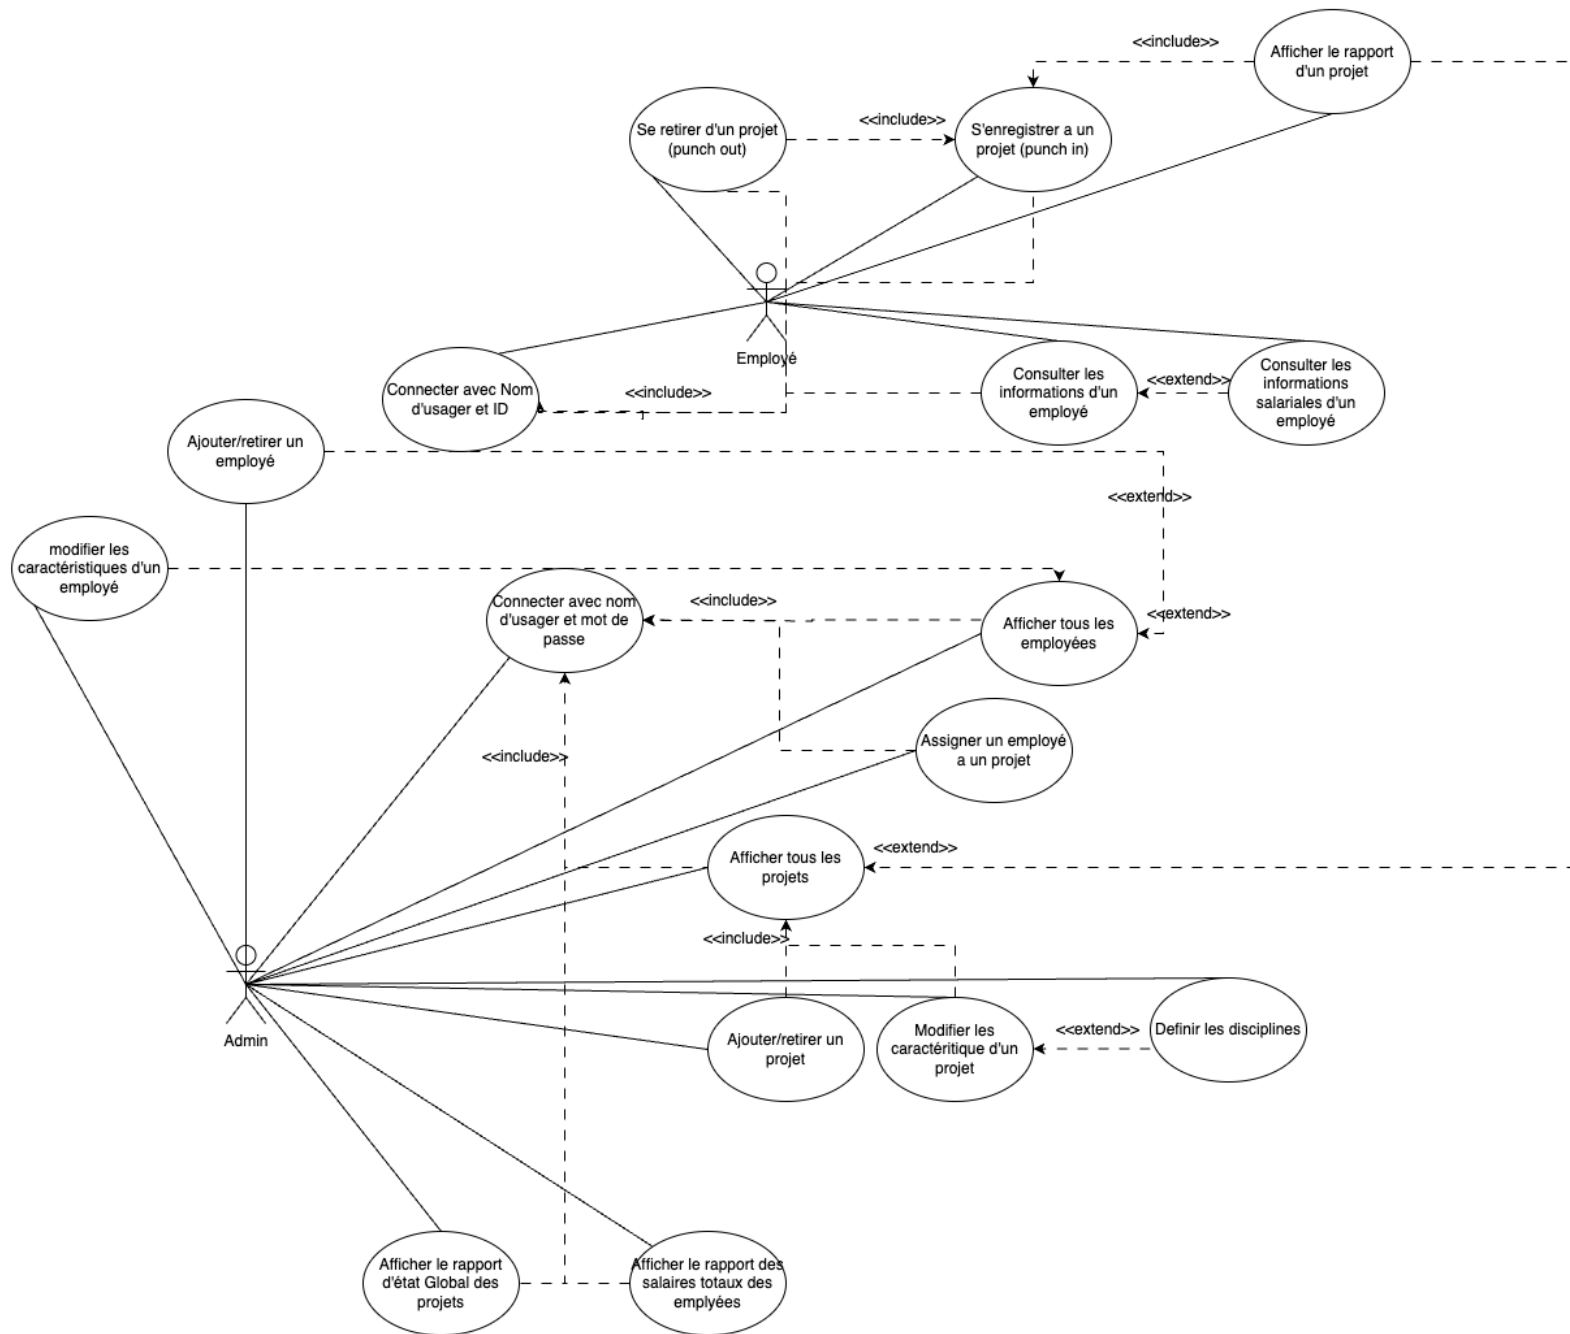 <<include>>
Afficher le rapport
d'un projet
Se retirer d'un projet
(punch out)
<<include>>
S'enregistrer a un
projet (punch in)
Employé
Connecter avec Nom
d'usager et ID
<<include>>
Consulter les
informations d'un
employé
<<extend>>
Consulter les
informations
salariales d'un
employé
Ajouter/retirer un
employé
<<extend>>
modifier les
caractéristiques d'un
employé
Connecter avec nom
d'usager et mot de
passe
<<include>>
Afficher tous les
employées
<<extend>>
Assigner un employé
a un projet
<<include>>
Afficher tous les
projets
<<extend>>
<<include>>
Admin
Ajouter/retirer un
projet
Modifier les
caractéritique d'un
projet
<<extend>>
Definir les disciplines
Afficher le rapport
d'état Global des
projets
Afficher le rapport des
salaires totaux des
emplyées